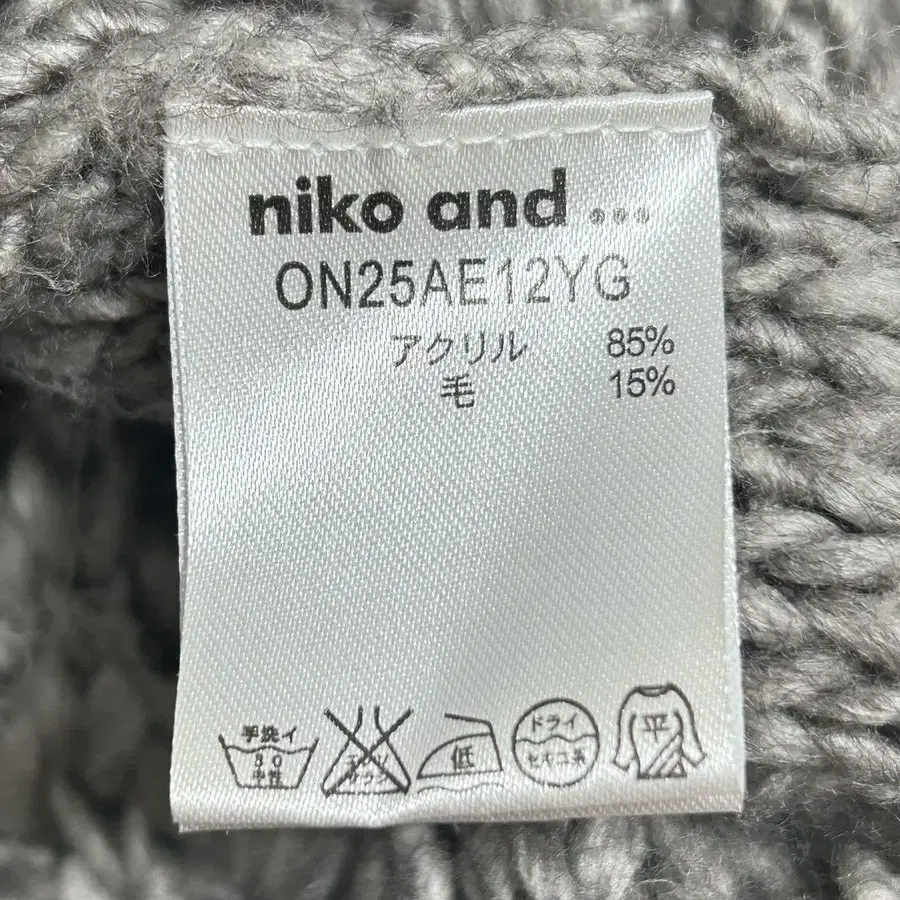 niko and ...
ON25AE12YG
アクリル 85%
毛 15%
手洗イ
30
中性
低
ドライ
セキユ系
平